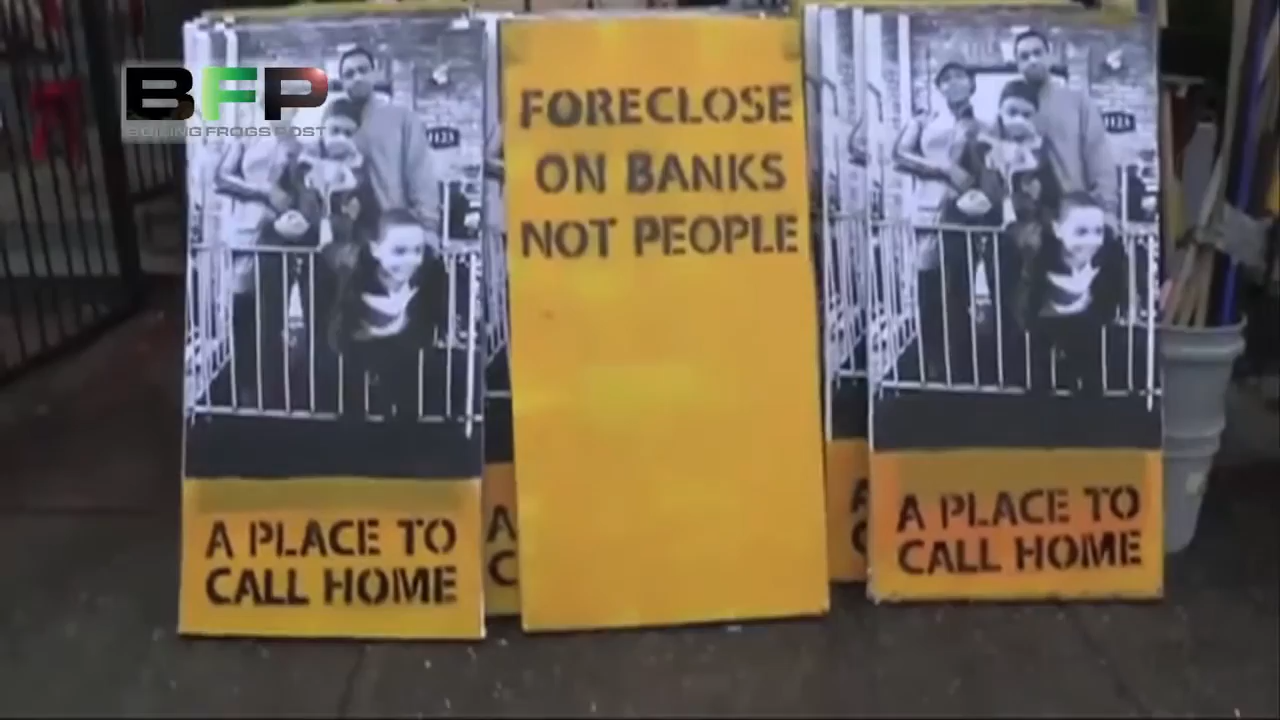 BFP
BOILING FROGS POST
FORECLOSE
ON BANKS
NOT PEOPLE
A PLACE TO
CALL HOME
A
C
A
C
A PLACE TO
CALL HOME